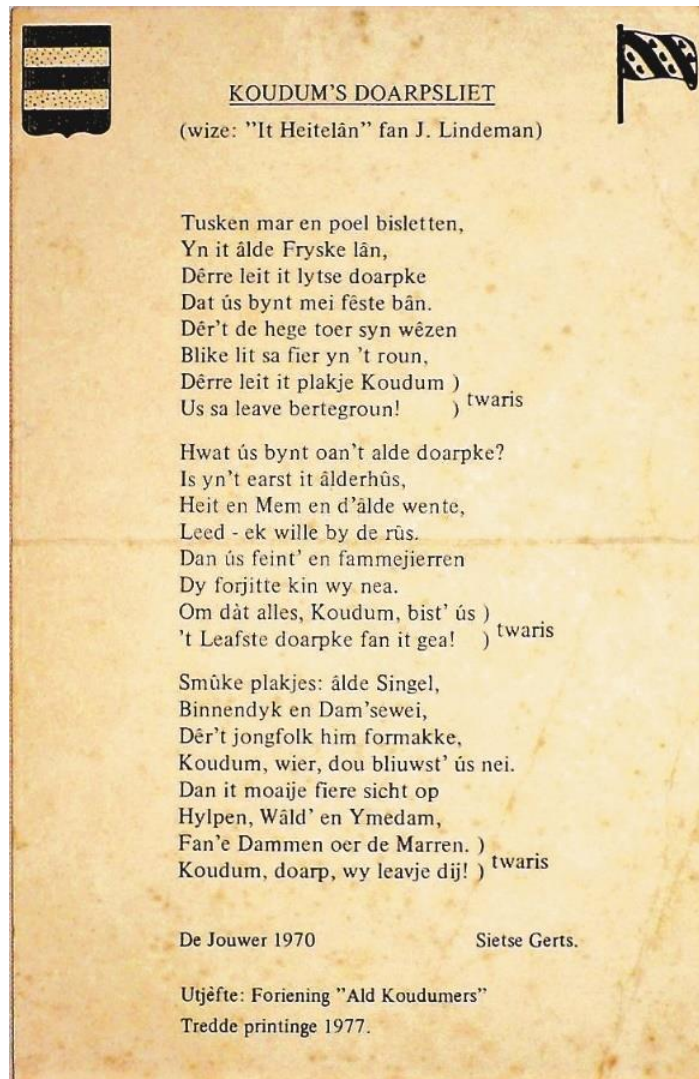 KOUDUM'S DOARPSLIET
(wize: "It Heitelân" fan J. Lindeman)
Tusken mar en poel bisletten,
Yn it âlde Fryske lân,
Dêrre leit it lytse doarpke
Dat ús bynt mei fêste bân.
Dêr't de hege toer syn wêzen
Blike lit sa fier yn 't roun,
Dêrre leit it plakje Koudum )
Us sa leave bertegroun! ) twaris
Hwat ús bynt oan't alde doarpke?
Is yn't earst it âlderhûs,
Heit en Mem en d'âlde wente,
Leed - ek wille by de rûs.
Dan ús feint' en fammejierren
Dy forjitte kin wy nea.
Om dàt alles, Koudum, bist' ús )
't Leafste doarpke fan it gea! ) twaris
Smûke plakjes: âlde Singel,
Binnendyk en Dam'sewei,
Dêr't jongfolk him formakke,
Koudum, wier, dou bliuwst' ús nei.
Dan it moaije fiere sicht op
Hylpen, Wâld' en Ymedam,
Fan'e Dammen oer de Marren. )
Koudum, doarp, wy leavje dij! ) twaris
De Jouwer 1970 Sietse Gerts.
Utjèfte: Foriening "Ald Koudumers"
Tredde printinge 1977.